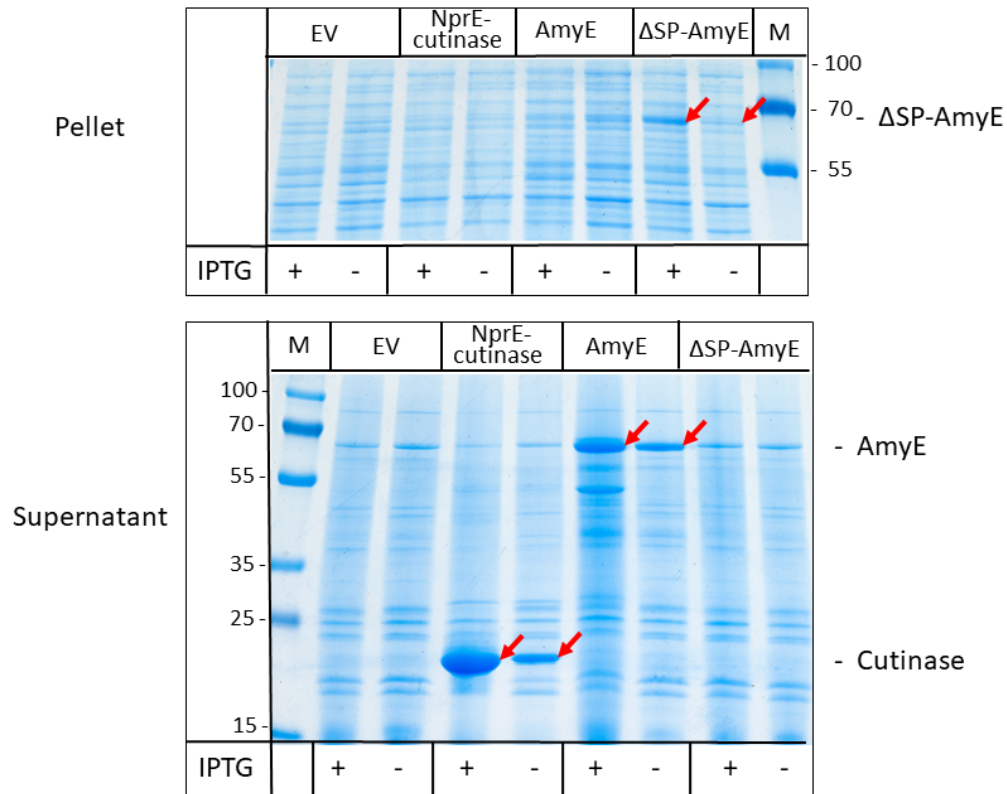 EV NprE-cutinase AmyE ΔSP-AmyE M
- 100
Pellet - 70 - ΔSP-AmyE
- 55
IPTG + - + - + - + -
M EV NprE-cutinase AmyE ΔSP-AmyE
100 -
70 - - AmyE
55 -
Supernatant
35 -
25 -
- Cutinase
15 -
IPTG + - + - + - + -